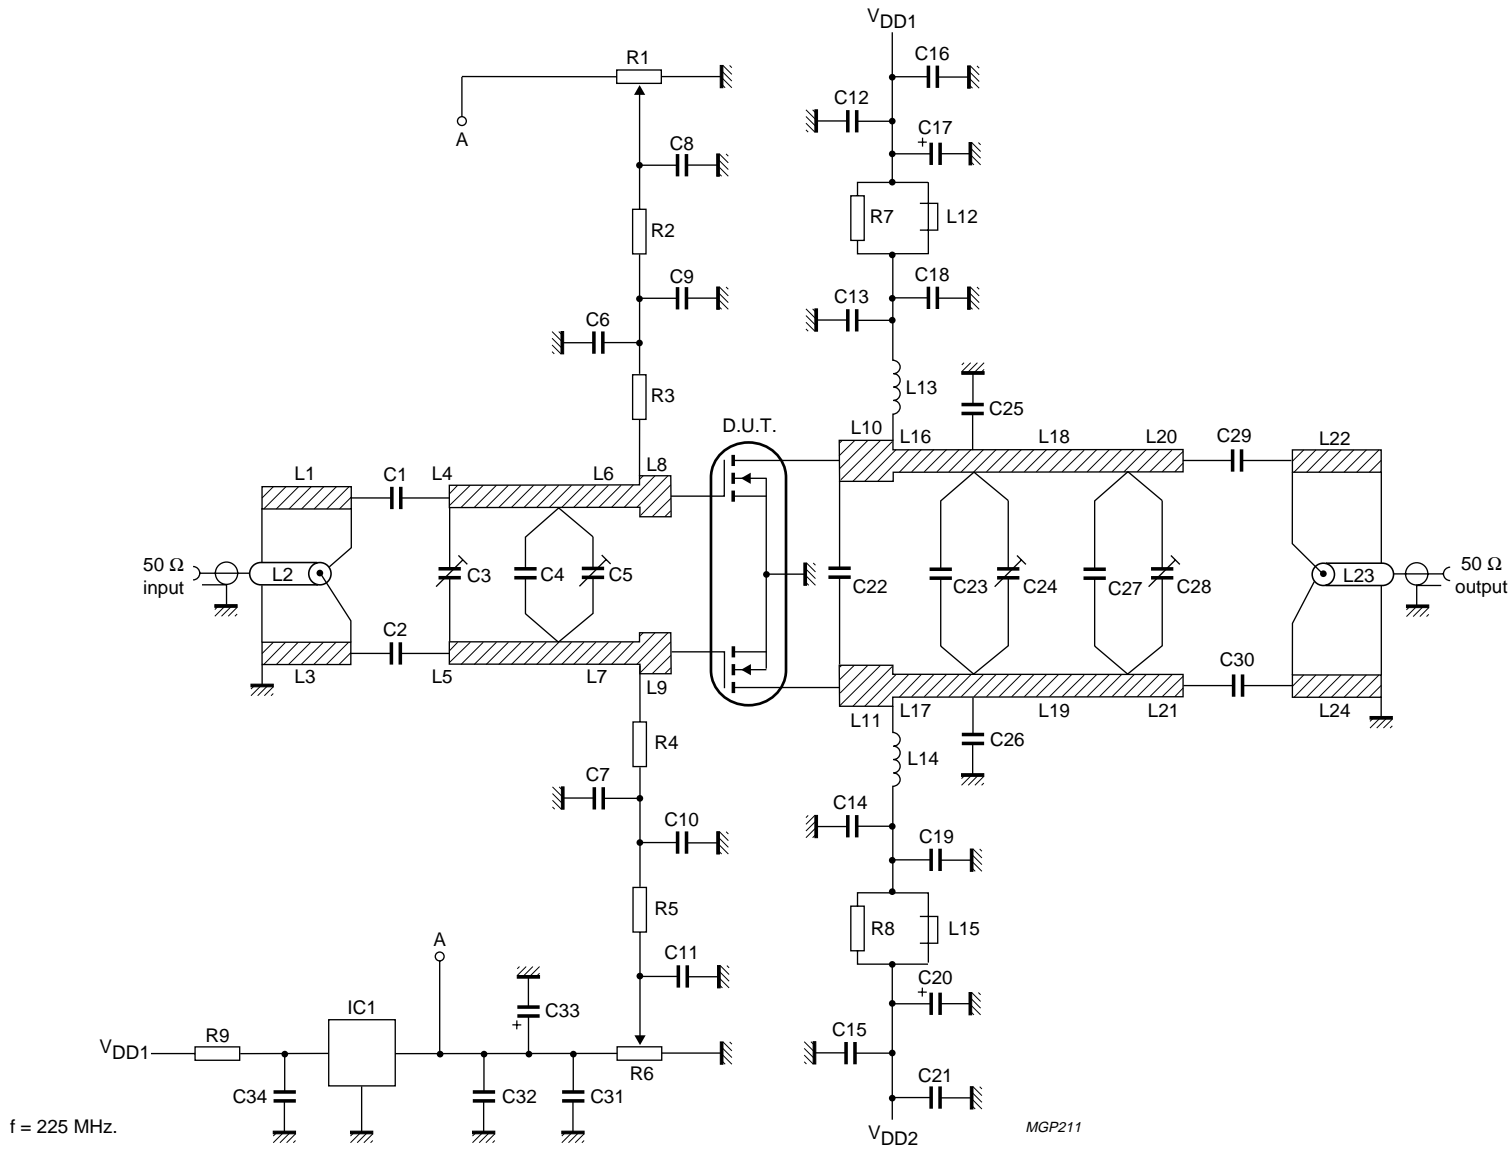 VDD1
C16
R1
C12
C17
A
C8
R7
L12
R2
C9
C18
C13
C6
L13
R3
C25
D.U.T.
L10
L16
L18
L20
C29
L22
L8
L1
C1
L4
L6
50 Ω
input
L2
C3
C4
C5
C22
C23
C24
C27
C28
L23
50 Ω
output
C2
C30
L3
L5
L7
L9
L11
L17
L19
L21
L24
R4
C26
L14
C7
C14
C10
C19
R5
R8
L15
A
C11
C20
IC1
C33
R9
C15
VDD1
R6
C34
C32
C31
C21
f = 225 MHz.
VDD2
MGP211